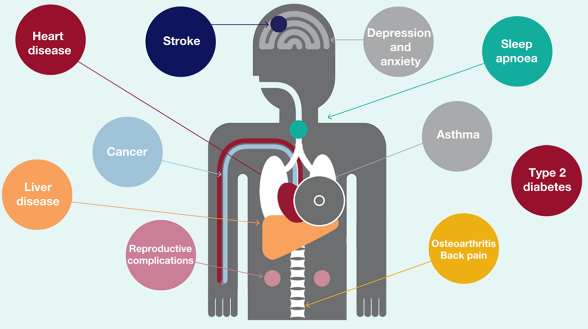 Heart
disease
Stroke
Depression
and
anxiety
Sleep
apnoea
Cancer
Asthma
Liver
disease
Type 2
diabetes
Reproductive
complications
Osteoarthritis
Back pain